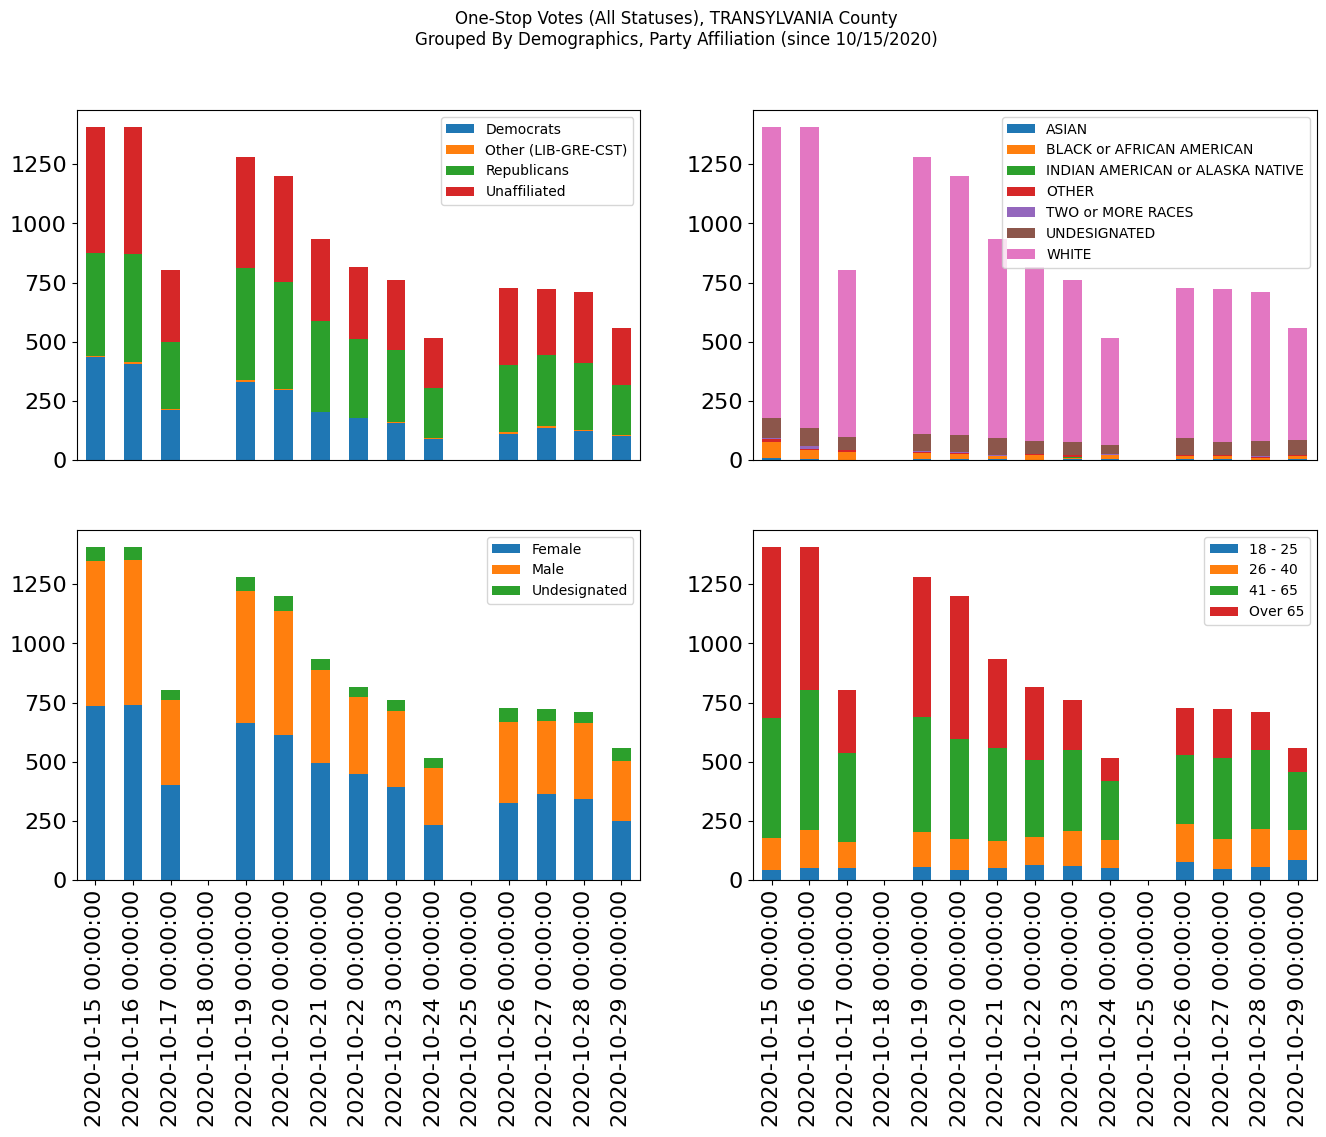 One-Stop Votes (All Statuses), TRANSYLVANIA County
Grouped By Demographics, Party Affiliation (since 10/15/2020)
1250
1000
750
500
250
0
Democrats
Other (LIB-GRE-CST)
Republicans
Unaffiliated
1250
1000
750
500
250
0
ASIAN
BLACK or AFRICAN AMERICAN
INDIAN AMERICAN or ALASKA NATIVE
OTHER
TWO or MORE RACES
UNDESIGNATED
WHITE
1250
1000
750
500
250
0
Female
Male
Undesignated
2020-10-15 00:00:00
2020-10-16 00:00:00
2020-10-17 00:00:00
2020-10-18 00:00:00
2020-10-19 00:00:00
2020-10-20 00:00:00
2020-10-21 00:00:00
2020-10-22 00:00:00
2020-10-23 00:00:00
2020-10-24 00:00:00
2020-10-25 00:00:00
2020-10-26 00:00:00
2020-10-27 00:00:00
2020-10-28 00:00:00
2020-10-29 00:00:00
1250
1000
750
500
250
0
18 - 25
26 - 40
41 - 65
Over 65
2020-10-15 00:00:00
2020-10-16 00:00:00
2020-10-17 00:00:00
2020-10-18 00:00:00
2020-10-19 00:00:00
2020-10-20 00:00:00
2020-10-21 00:00:00
2020-10-22 00:00:00
2020-10-23 00:00:00
2020-10-24 00:00:00
2020-10-25 00:00:00
2020-10-26 00:00:00
2020-10-27 00:00:00
2020-10-28 00:00:00
2020-10-29 00:00:00